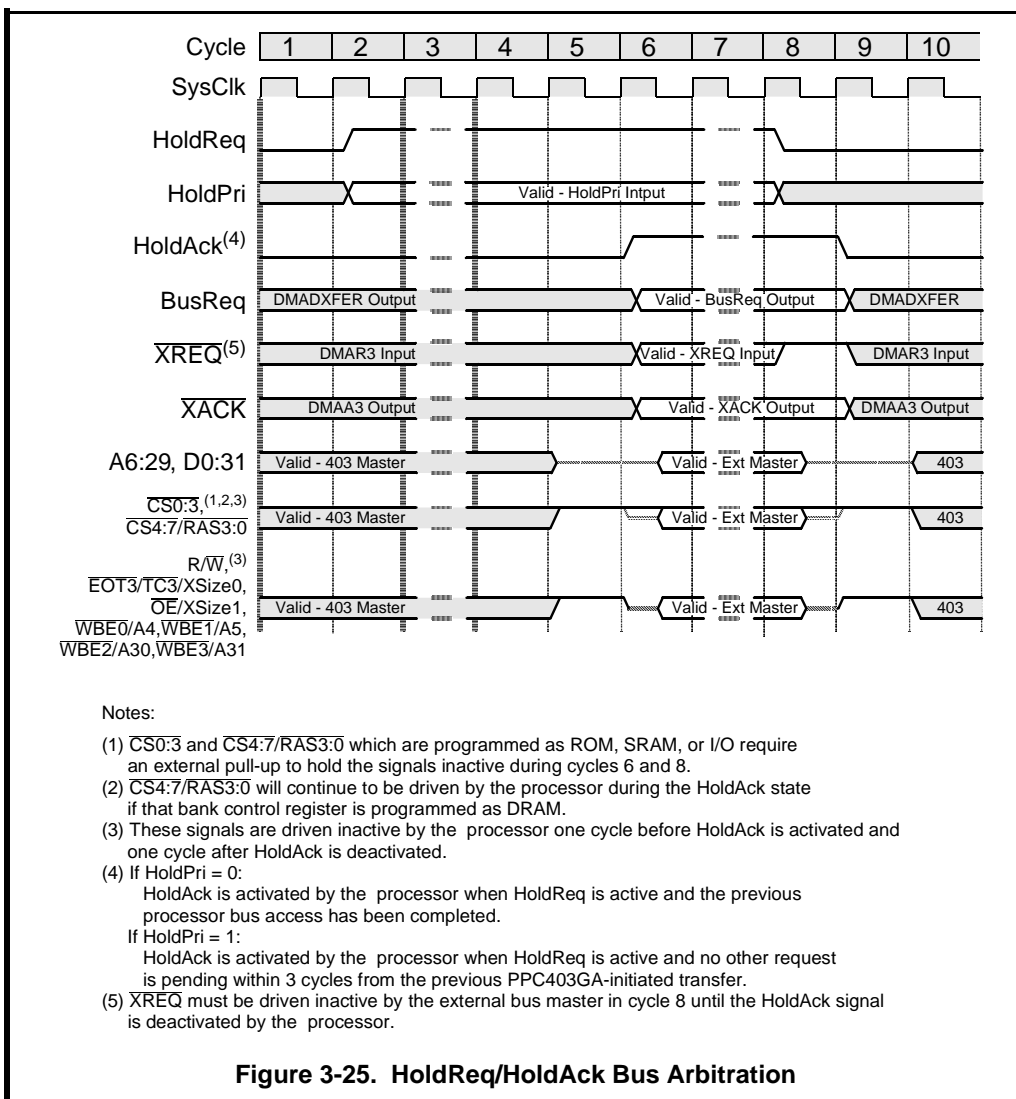 Cycle 1 2 3 4 5 6 7 8 9 10
SysClk
HoldReq
HoldPri Valid - HoldPri Intput
HoldAck(4)
BusReq DMADXFER Output Valid - BusReq Output DMADXFER
XREQ(5) DMAR3 Input Valid - XREQ Input DMAR3 Input
XACK DMAA3 Output Valid - XACK Output DMAA3 Output
A6:29, D0:31 Valid - 403 Master Valid - Ext Master 403
CS0:3,(1,2,3)
CS4:7/RAS3:0 Valid - 403 Master Valid - Ext Master 403
R/W,(3)
EOT3/TC3/XSize0,
OE/XSize1, Valid - 403 Master Valid - Ext Master 403
WBE0/A4,WBE1/A5,
WBE2/A30,WBE3/A31
Notes:
(1) CS0:3 and CS4:7/RAS3:0 which are programmed as ROM, SRAM, or I/O require
an external pull-up to hold the signals inactive during cycles 6 and 8.
(2) CS4:7/RAS3:0 will continue to be driven by the processor during the HoldAck state
if that bank control register is programmed as DRAM.
(3) These signals are driven inactive by the processor one cycle before HoldAck is activated and
one cycle after HoldAck is deactivated.
(4) If HoldPri = 0:
HoldAck is activated by the processor when HoldReq is active and the previous
processor bus access has been completed.
If HoldPri = 1:
HoldAck is activated by the processor when HoldReq is active and no other request
is pending within 3 cycles from the previous PPC403GA-initiated transfer.
(5) XREQ must be driven inactive by the external bus master in cycle 8 until the HoldAck signal
is deactivated by the processor.
Figure 3-25. HoldReq/HoldAck Bus Arbitration